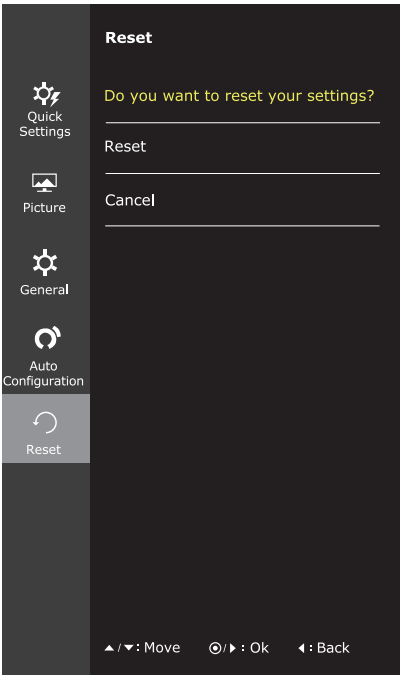 Reset
Do you want to reset your settings?
Reset
Cancel
Quick
Settings
Picture
General
Auto
Configuration
Reset
▲/▼: Move ◉/▶ : Ok ◀ : Back